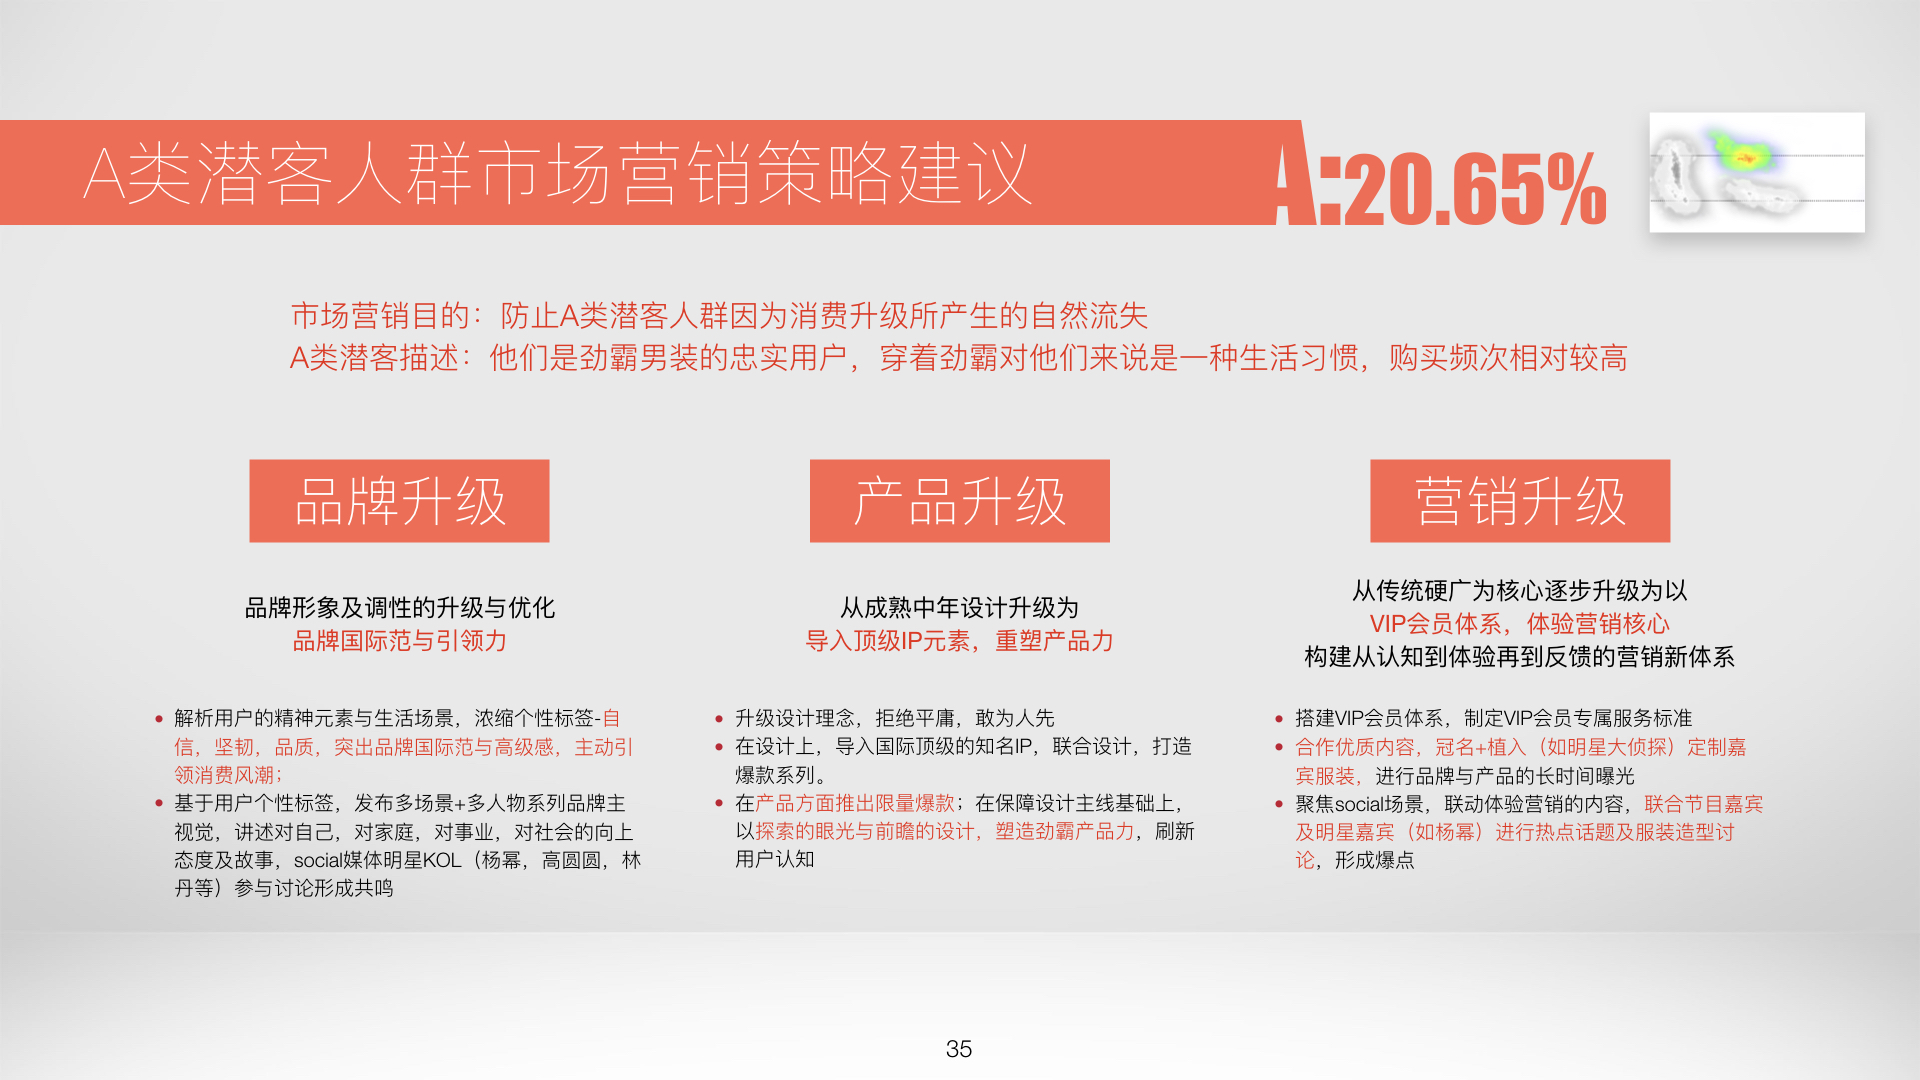 A类潜客人群市场营销策略建议
A:20.65%
市场营销目的：防止A类潜客人群因为消费升级所产生的自然流失
A类潜客描述：他们是劲霸男装的忠实用户，穿着劲霸对他们来说是一种生活习惯，购买频次相对较高
品牌升级
品牌形象及调性的升级与优化
品牌国际范与引领力
• 解析用户的精神元素与生活场景，浓缩个性标签-自
信，坚韧，品质，突出品牌国际范与高级感，主动引
领消费风潮；
• 基于用户个性标签，发布多场景+多人物系列品牌主
视觉，讲述对自己，对家庭，对事业，对社会的向上
态度及故事，social媒体明星KOL（杨幂，高圆圆，林
丹等）参与讨论形成共鸣
产品升级
从成熟中年设计升级为
导入顶级IP元素，重塑产品力
• 升级设计理念，拒绝平庸，敢为人先
• 在设计上，导入国际顶级的知名IP，联合设计，打造
爆款系列。
• 在产品方面推出限量爆款；在保障设计主线基础上，
以探索的眼光与前瞻的设计，塑造劲霸产品力，刷新
用户认知
营销升级
从传统硬广为核心逐步升级为以
VIP会员体系，体验营销核心
构建从认知到体验再到反馈的营销新体系
• 搭建VIP会员体系，制定VIP会员专属服务标准
• 合作优质内容，冠名+植入（如明星大侦探）定制嘉
宾服装，进行品牌与产品的长时间曝光
• 聚焦social场景，联动体验营销的内容，联合节目嘉宾
及明星嘉宾（如杨幂）进行热点话题及服装造型讨
论，形成爆点
35